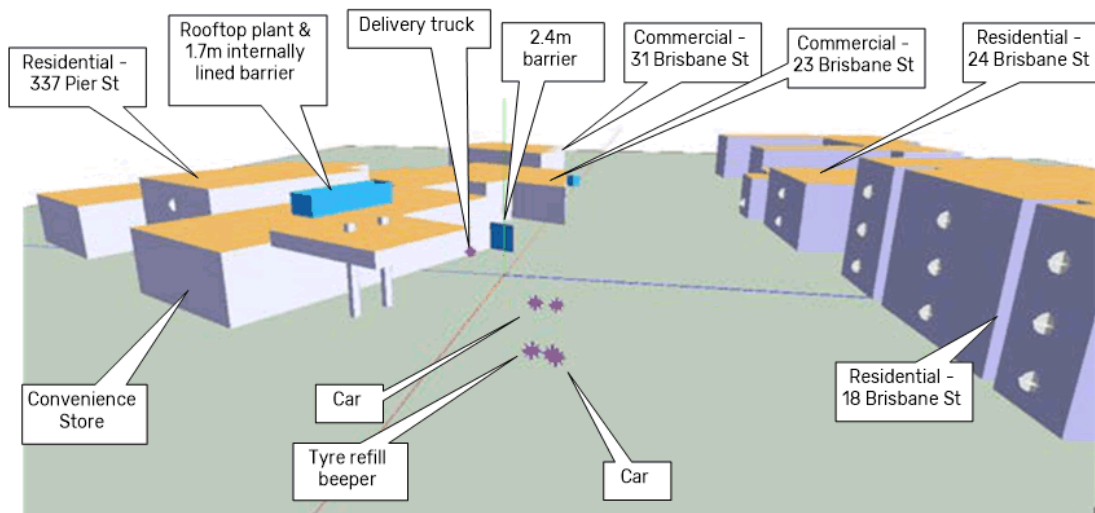 Residential –
337 Pier St
Rooftop plant &
1.7m internally
lined barrier
Delivery truck
2.4m
barrier
Commercial –
31 Brisbane St
Commercial –
23 Brisbane St
Residential –
24 Brisbane St
Convenience
Store
Car
Tyre refill
beeper
Car
Residential –
18 Brisbane St